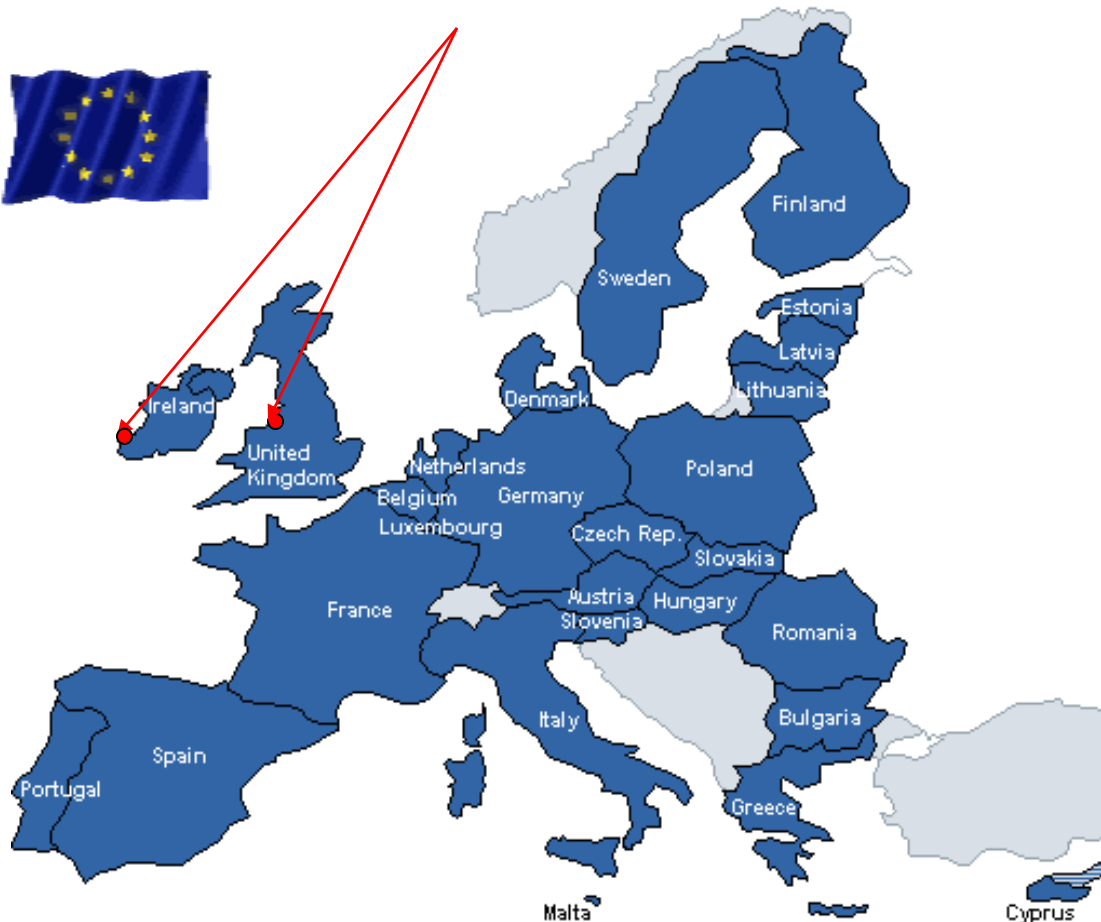 Finland
Sweden
Estonia
Latvia
Lithuania
Denmark
Ireland
United
Kingdom
Netherlands
Poland
Belgium
Germany
Luxembourg
Czech Rep.
Slovakia
Austria
Hungary
France
Slovenia
Romania
Italy
Bulgaria
Spain
Portugal
Greece
Malta
Cyprus